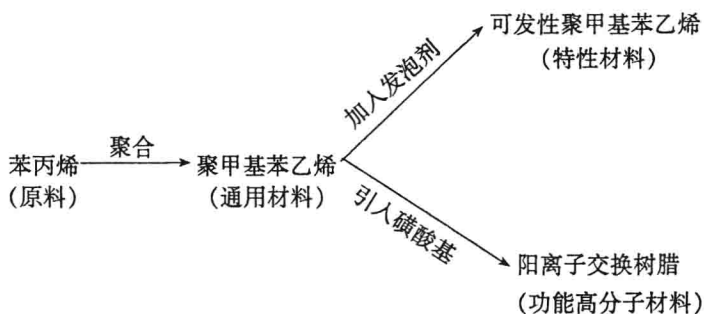 可发性聚甲基苯乙烯
(特性材料)
加入发泡剂
苯丙烯
(原料)
聚合
聚甲基苯乙烯
(通用材料)
引入磺酸基
阳离子交换树腊
(功能高分子材料)